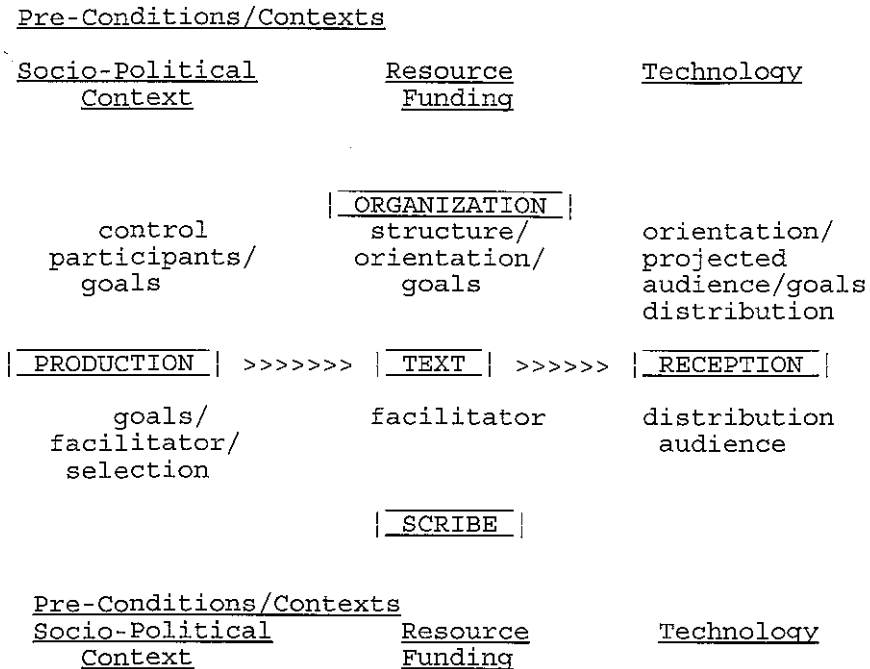 Pre-Conditions/Contexts
Socio-Political Resource Technology
Context Funding
| ORGANIZATION |
control structure/ orientation/
participants/ orientation/ projected
goals goals audience/goals
distribution
| PRODUCTION | >>>>>>> | TEXT | >>>>>> | RECEPTION |
goals/ facilitator distribution
facilitator/ audience
selection
| SCRIBE |
Pre-Conditions/Contexts
Socio-Political Resource Technology
Context Funding